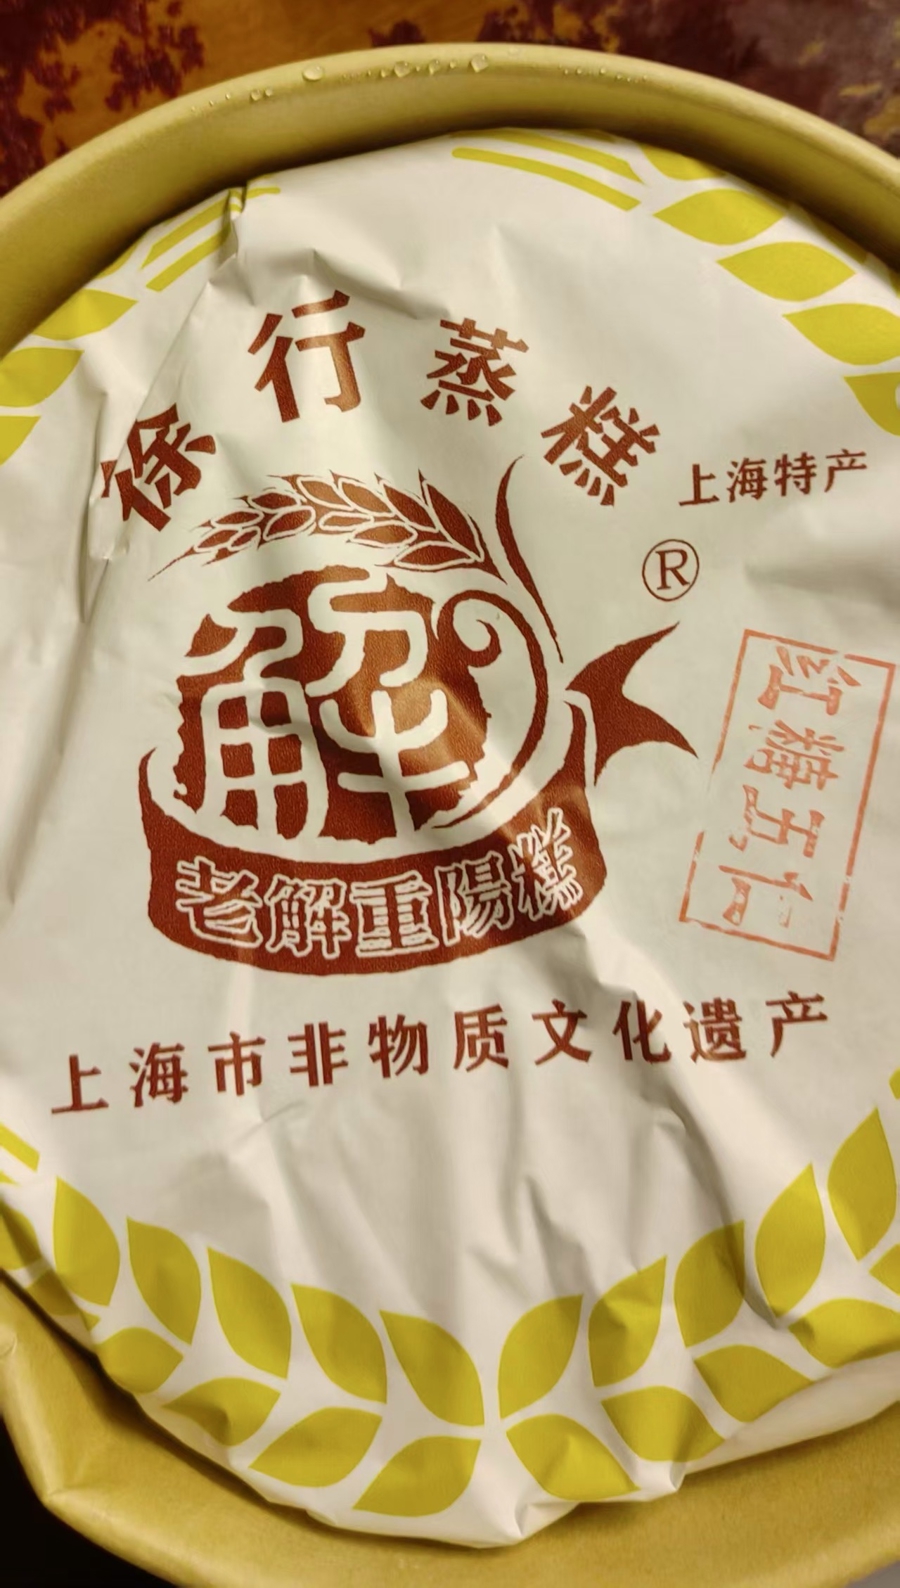 徐行蒸糕
上海特产
®
解
老解重陽糕
红糖五仁
上海市非物质文化遗产